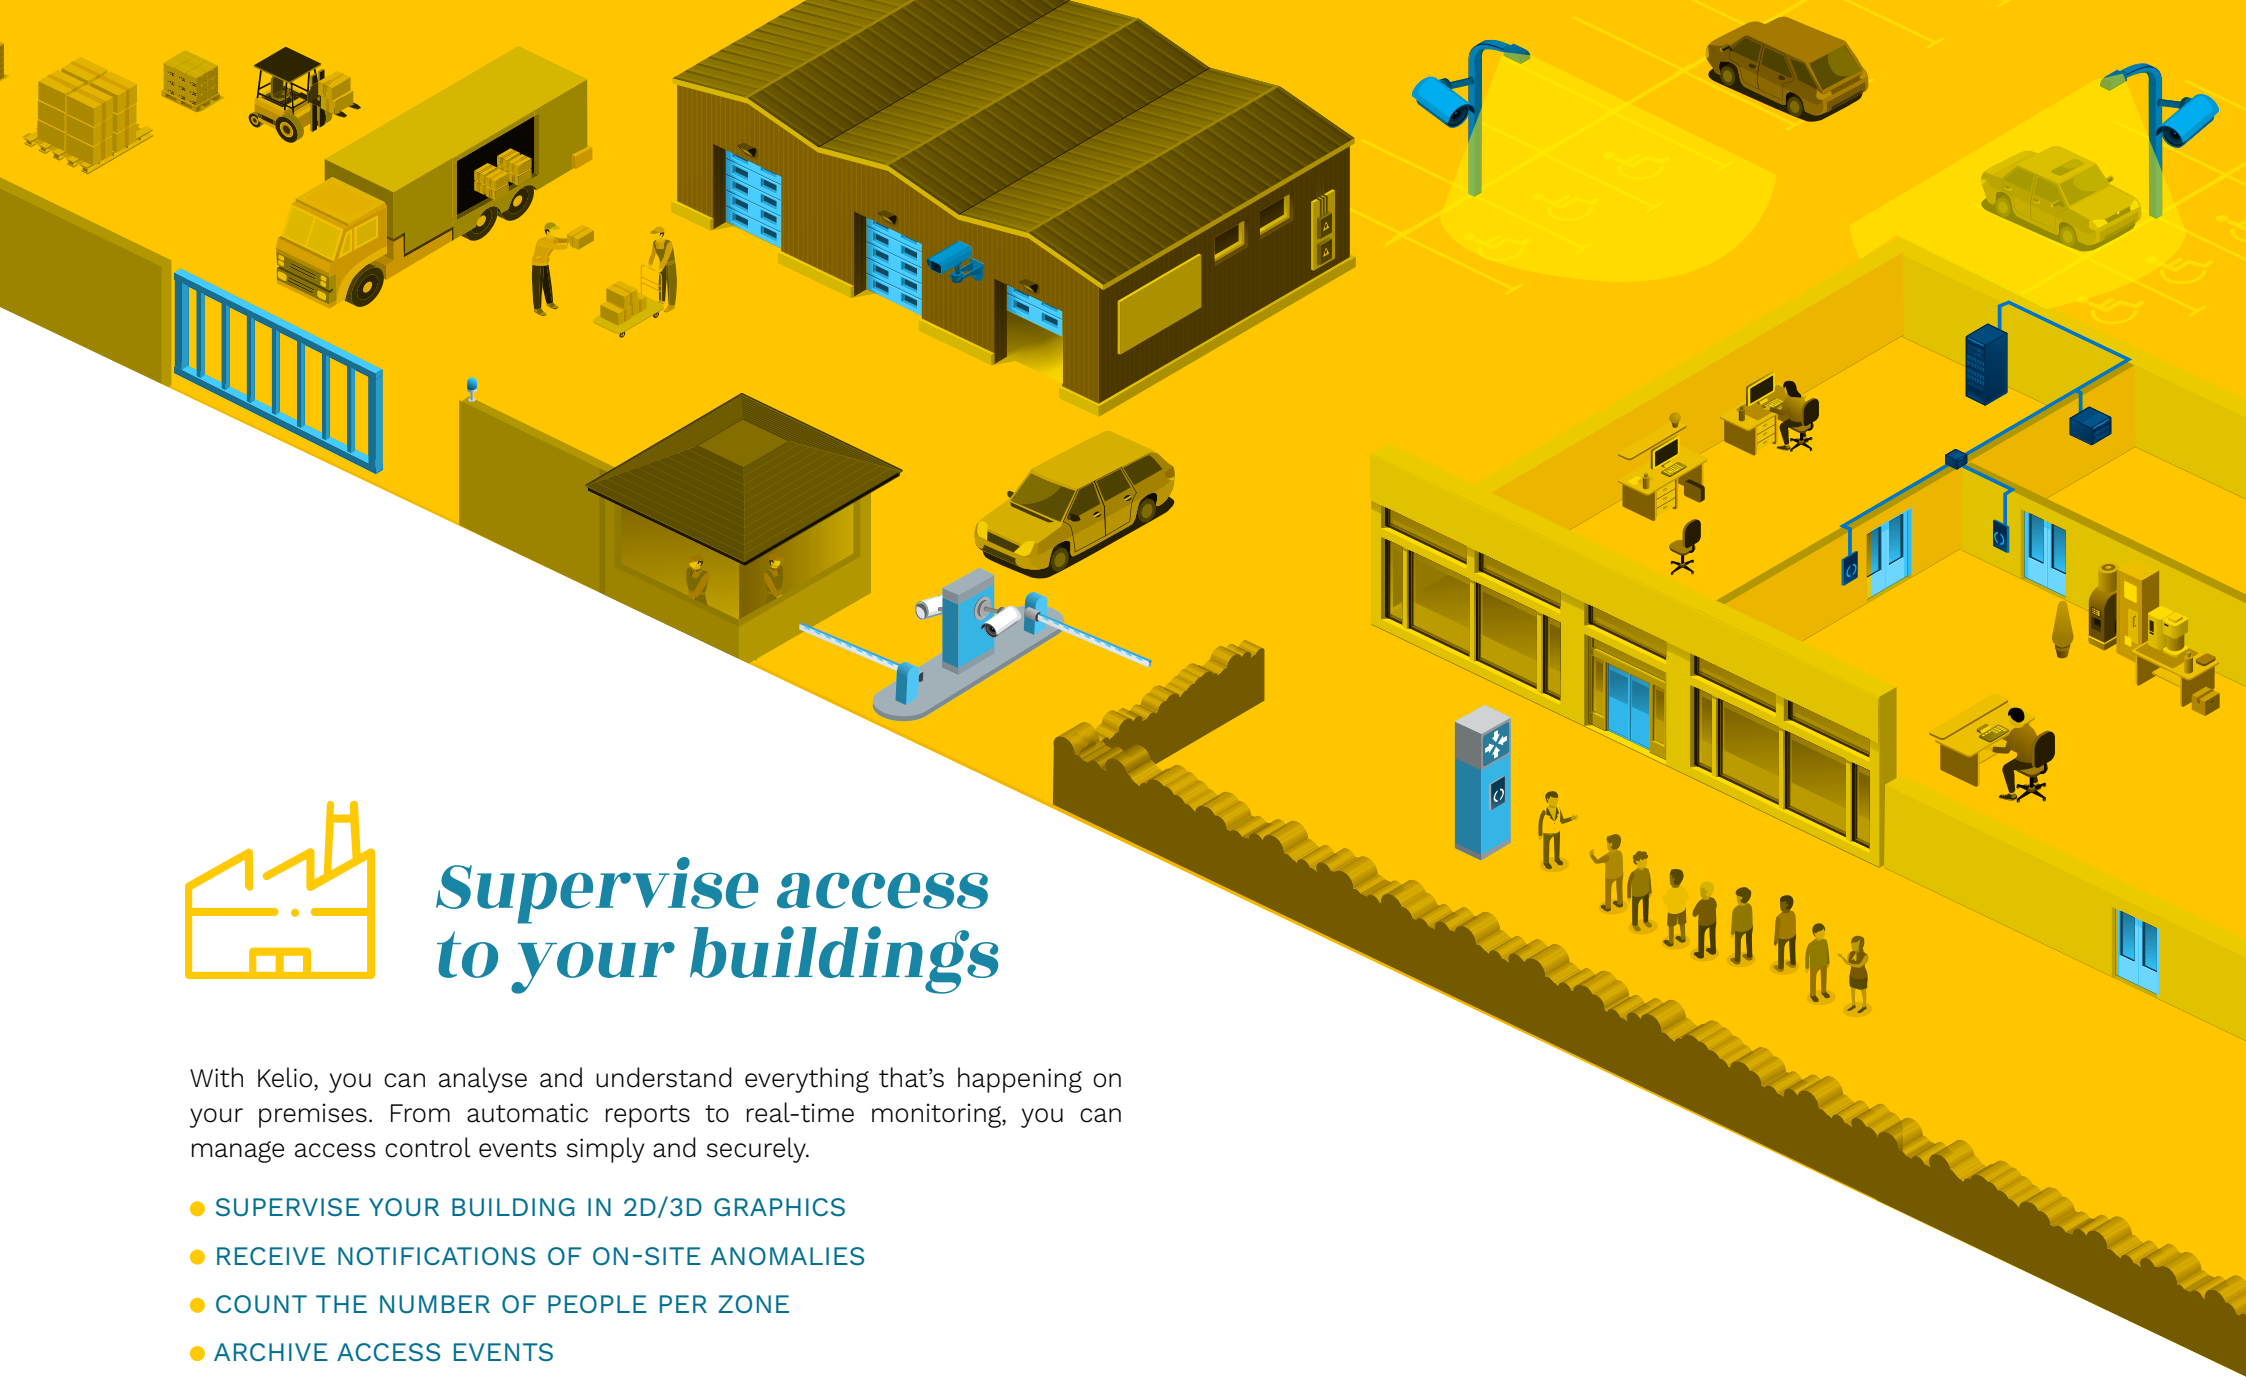 Supervise access
to your buildings
With Kelio, you can analyse and understand everything that’s happening on
your premises. From automatic reports to real-time monitoring, you can
manage access control events simply and securely.
SUPERVISE YOUR BUILDING IN 2D/3D GRAPHICS
RECEIVE NOTIFICATIONS OF ON-SITE ANOMALIES
COUNT THE NUMBER OF PEOPLE PER ZONE
ARCHIVE ACCESS EVENTS